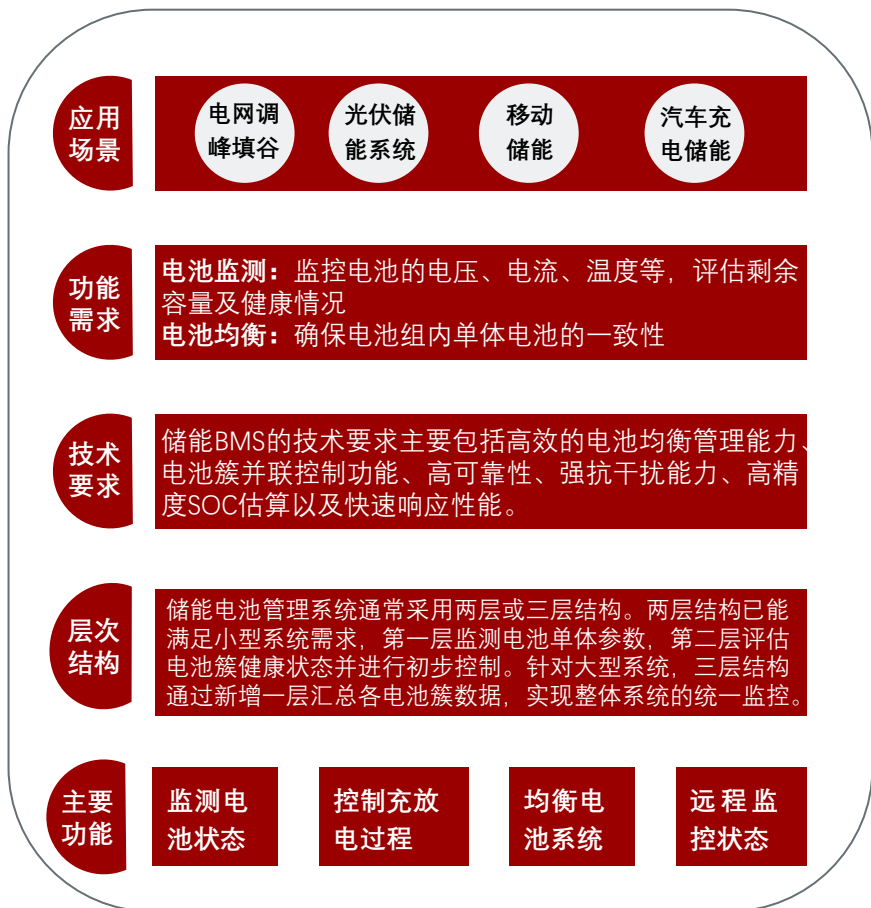 应用
场景
电网调
峰填谷
光伏储
能系统
移动
储能
汽车充
电储能
功能
需求
电池监测：监控电池的电压、电流、温度等，评估剩余
容量及健康情况
电池均衡：确保电池组内单体电池的一致性
技术
要求
储能BMS的技术要求主要包括高效的电池均衡管理能力、
电池簇并联控制功能、高可靠性、强抗干扰能力、高精
度SOC估算以及快速响应性能。
层次
结构
储能电池管理系统通常采用两层或三层结构。两层结构已能
满足小型系统需求，第一层监测电池单体参数，第二层评估
电池簇健康状态并进行初步控制。针对大型系统，三层结构
通过新增一层汇总各电池簇数据，实现整体系统的统一监控。
主要
功能
监测电
池状态
控制充放
电过程
均衡电
池系统
远程监
控状态